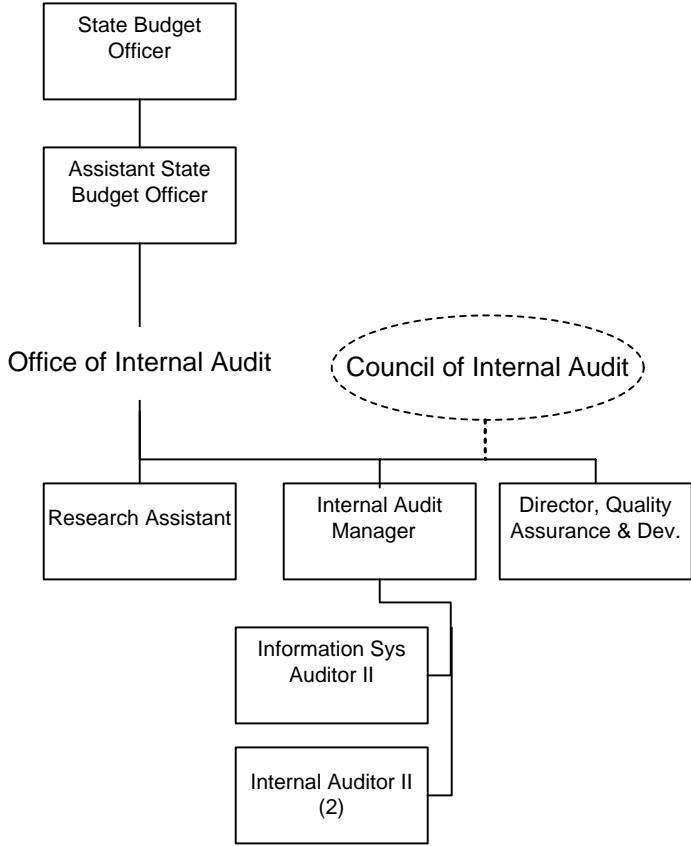 State Budget
Officer
Assistant State
Budget Officer
Office of Internal Audit
Council of Internal Audit
Research Assistant
Internal Audit
Manager
Director, Quality
Assurance & Dev.
Information Sys
Auditor II
Internal Auditor II
(2)